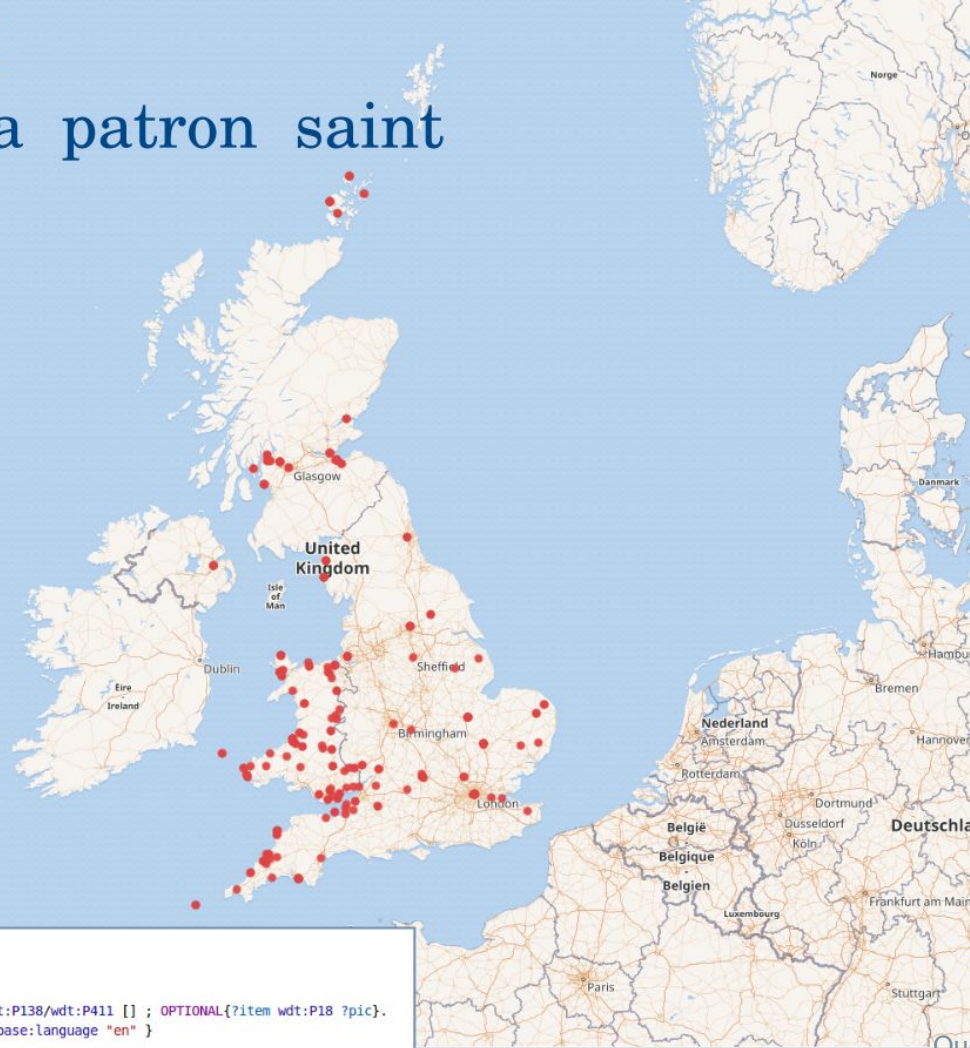 Norge
a patron saint
Glasgow
Danmark
United
Kingdom
Isle
of
Man
Dublin
Sheffield
Éire
-
Ireland
Bremen
Nederland
Amsterdam
Birmingham
Hannover
Rotterdam
London
Dortmund
Düsseldorf
Köln
België
-
Belgique
-
Belgien
Frankfurt am Main
Luxembourg
Paris
Stuttgart
t:P138/wdt:P411 [] ; OPTIONAL{?item wdt:P18 ?pic}.
base:language "en" }